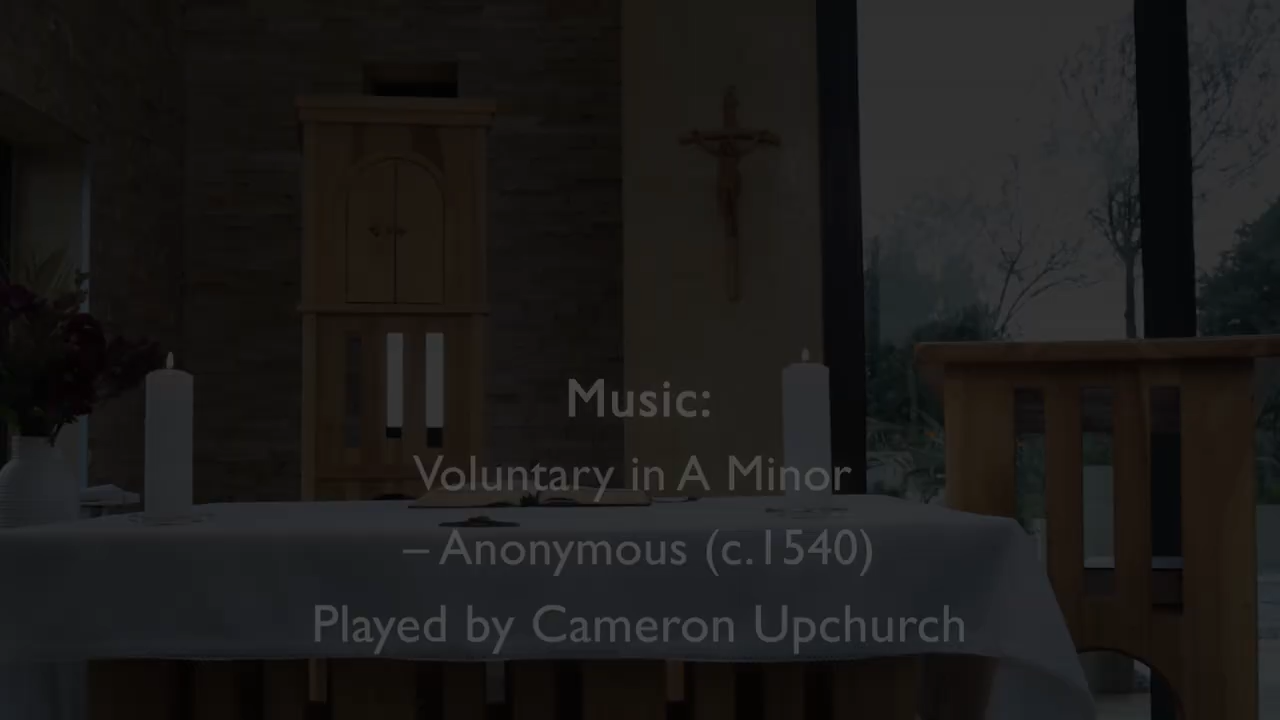 Music:
Voluntary in A Minor
– Anonymous (c.1540)
Played by Cameron Upchurch